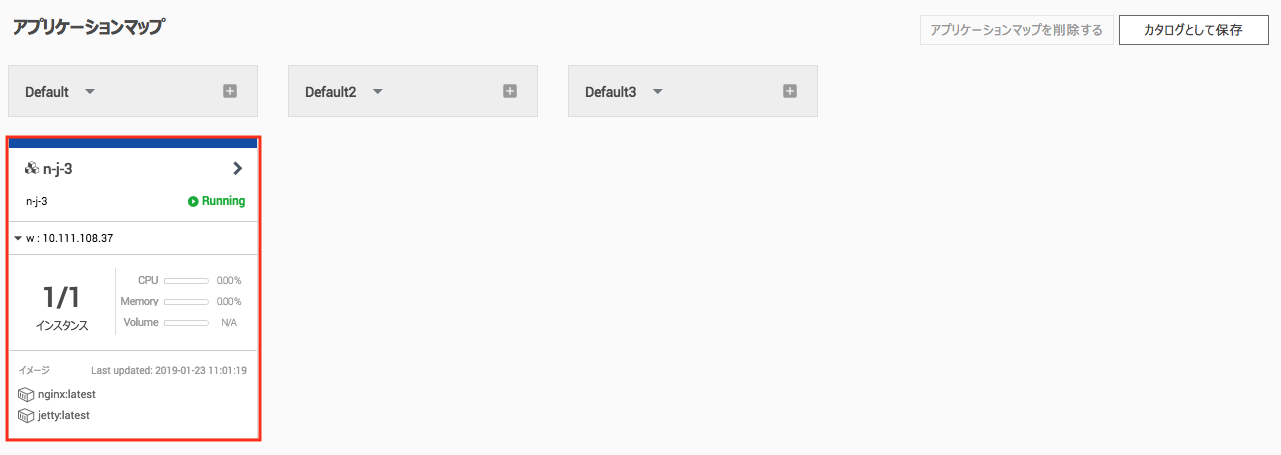 アプリケーションマップ
アプリケーションマップを削除する
カタログとして保存
Default
Default2
Default3
n-j-3
n-j-3 Running
w : 10.111.108.37
1/1
インスタンス
CPU 0.00%
Memory 0.00%
Volume N/A
イメージ Last updated: 2019-01-23 11:01:19
nginx:latest
jetty:latest